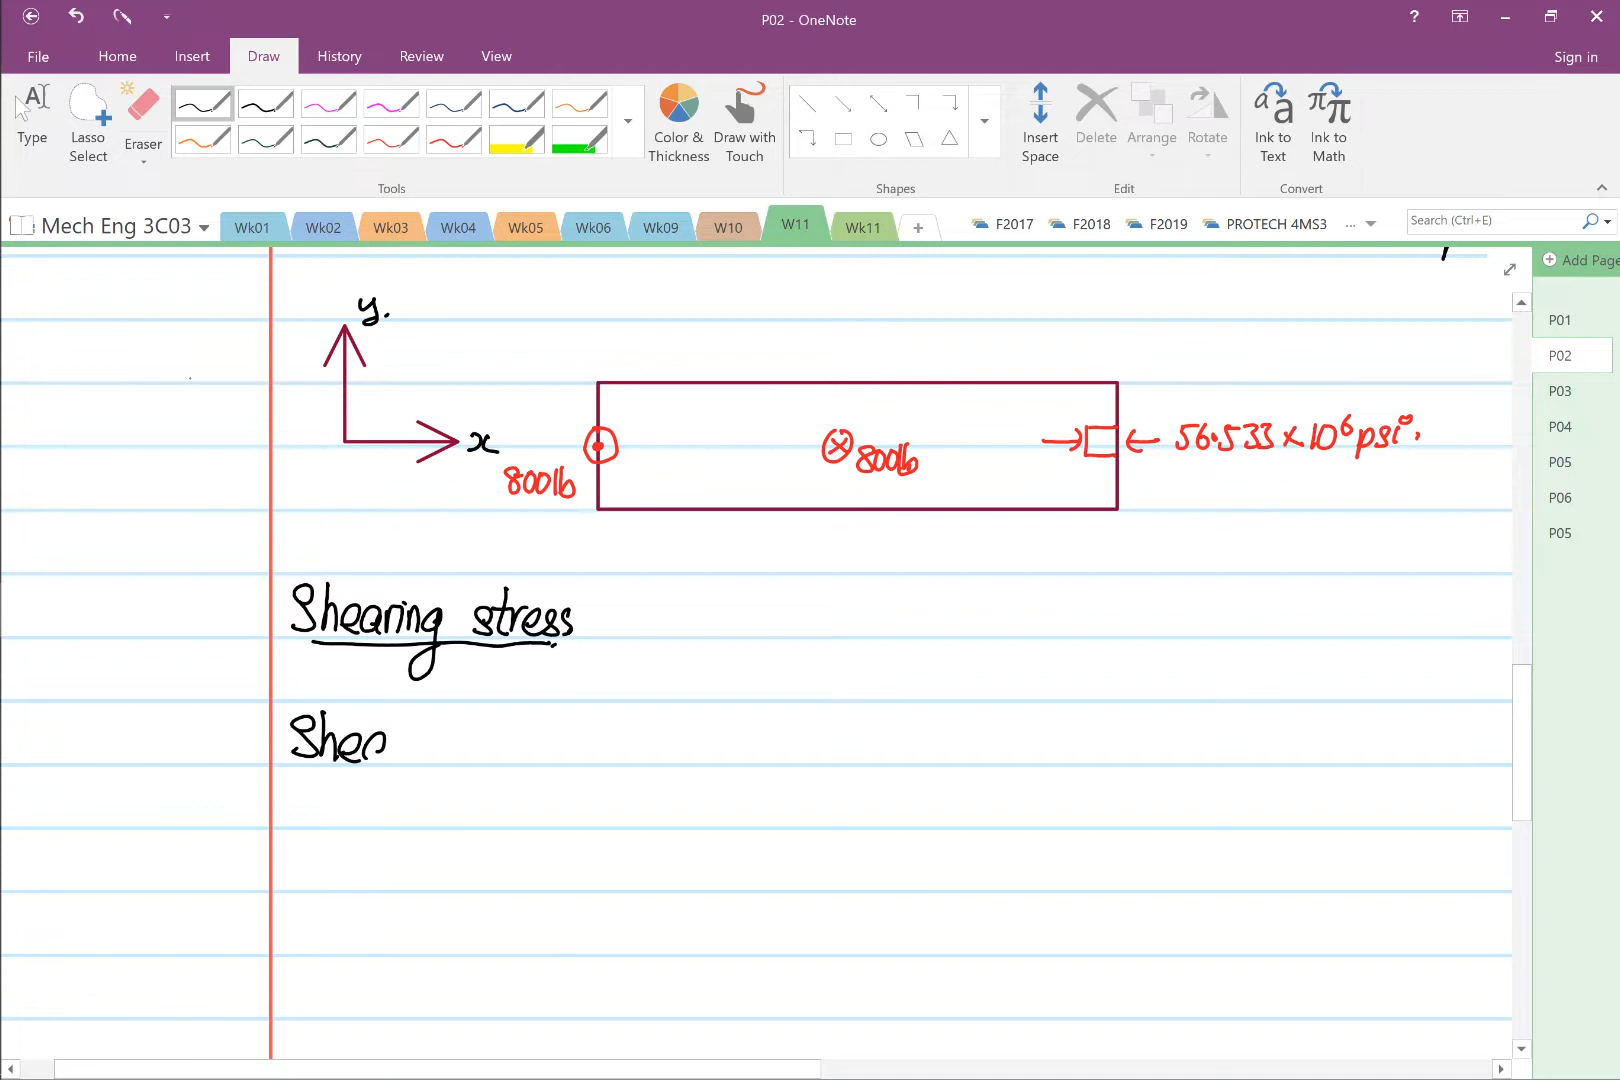 P02 - OneNote
?
File Home Insert Draw History Review View Sign in
Type Lasso Select Eraser Color & Thickness Draw with Touch Insert Space Delete Arrange Rotate Ink to Text Ink to Math
Tools Shapes Edit Convert
Mech Eng 3C03 Wk01 Wk02 Wk03 Wk04 Wk05 Wk06 Wk09 W10 W11 Wk11 + F2017 F2018 F2019 PROTECH 4MS3 ... Search (Ctrl+E)
Add Page
P01
P02
P03
P04
P05
P06
P05
y.
x
800lb
800lb
56.533 × 10⁶ psi.
Shearing stress
Shea